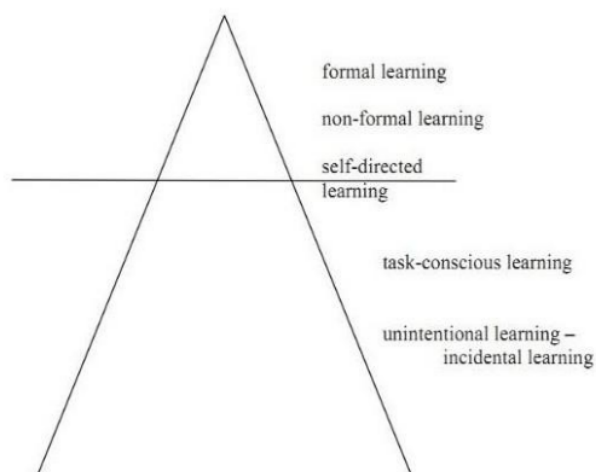 formal learning
non-formal learning
self-directed
learning
task-conscious learning
unintentional learning –
incidental learning